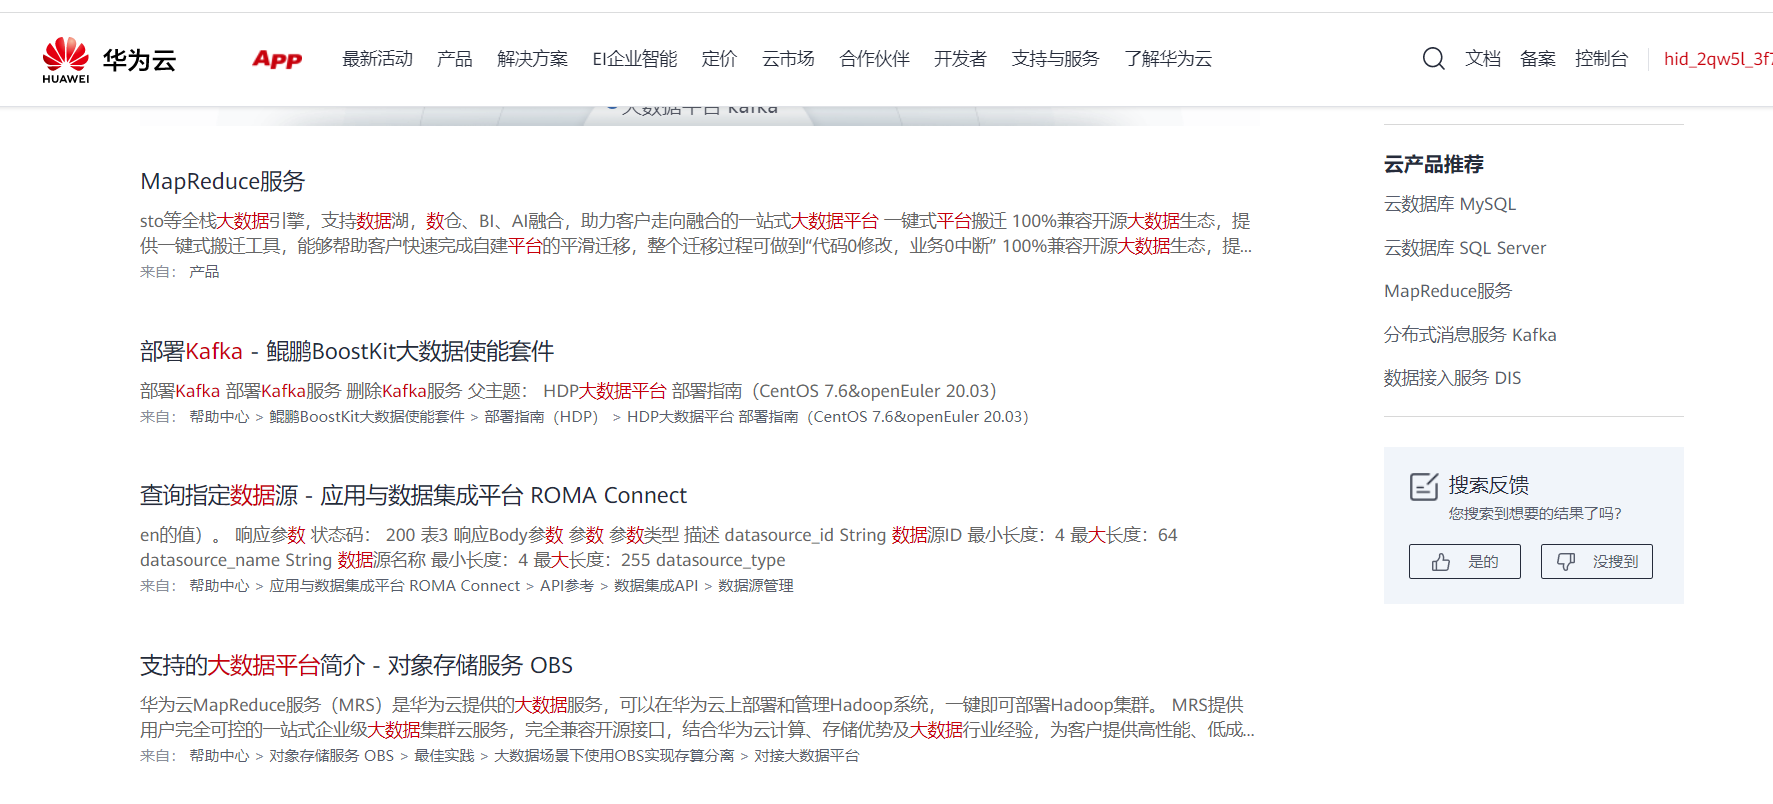 HUAWEI 华为云 APP 最新活动 产品 解决方案 EI企业智能 定价 云市场 合作伙伴 开发者 支持与服务 了解华为云 文档 备案 控制台 hid_2qw5l_3f7
大数据平台 kafka
MapReduce服务
sto等全栈大数据引擎，支持数据湖，数仓、BI、AI融合，助力客户走向融合的一站式大数据平台 一键式平台搬迁 100%兼容开源大数据生态，提
供一键式搬迁工具，能够帮助客户快速完成自建平台的平滑迁移，整个迁移过程可做到“代码0修改，业务0中断” 100%兼容开源大数据生态，提...
来自： 产品
部署Kafka - 鲲鹏BoostKit大数据使能套件
部署Kafka 部署Kafka服务 删除Kafka服务 父主题： HDP大数据平台 部署指南（CentOS 7.6&openEuler 20.03）
来自： 帮助中心 > 鲲鹏BoostKit大数据使能套件 > 部署指南（HDP） > HDP大数据平台 部署指南（CentOS 7.6&openEuler 20.03）
查询指定数据源 - 应用与数据集成平台 ROMA Connect
en的值）。 响应参数 状态码： 200 表3 响应Body参数 参数 参数类型 描述 datasource_id String 数据源ID 最小长度：4 最大长度：64
datasource_name String 数据源名称 最小长度：4 最大长度：255 datasource_type
来自： 帮助中心 > 应用与数据集成平台 ROMA Connect > API参考 > 数据集成API > 数据源管理
支持的大数据平台简介 - 对象存储服务 OBS
华为云MapReduce服务（MRS）是华为云提供的大数据服务，可以在华为云上部署和管理Hadoop系统，一键即可部署Hadoop集群。 MRS提供
用户完全可控的一站式企业级大数据集群云服务，完全兼容开源接口，结合华为云计算、存储优势及大数据行业经验，为客户提供高性能、低成...
来自： 帮助中心 > 对象存储服务 OBS > 最佳实践 > 大数据场景下使用OBS实现存算分离 > 对接大数据平台
云产品推荐
云数据库 MySQL
云数据库 SQL Server
MapReduce服务
分布式消息服务 Kafka
数据接入服务 DIS
搜索反馈
您搜索到想要的结果了吗?
是的 没搜到